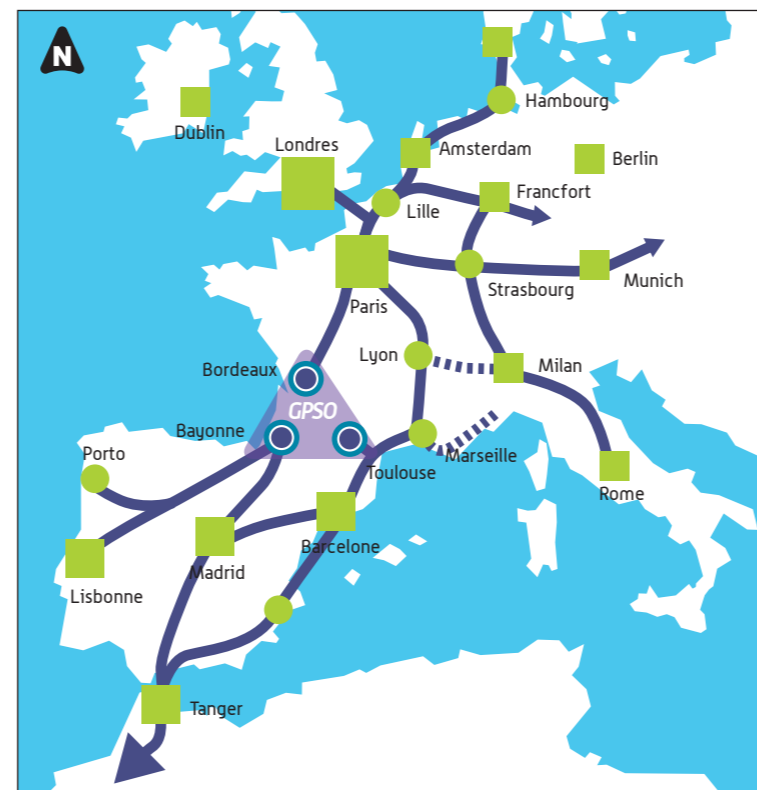 N
Hambourg
Dublin
Londres
Amsterdam
Berlin
Francfort
Lille
Strasbourg
Munich
Paris
Lyon
Milan
Bordeaux
GPSO
Bayonne
Porto
Toulouse
Marseille
Rome
Barcelone
Madrid
Lisbonne
Tanger